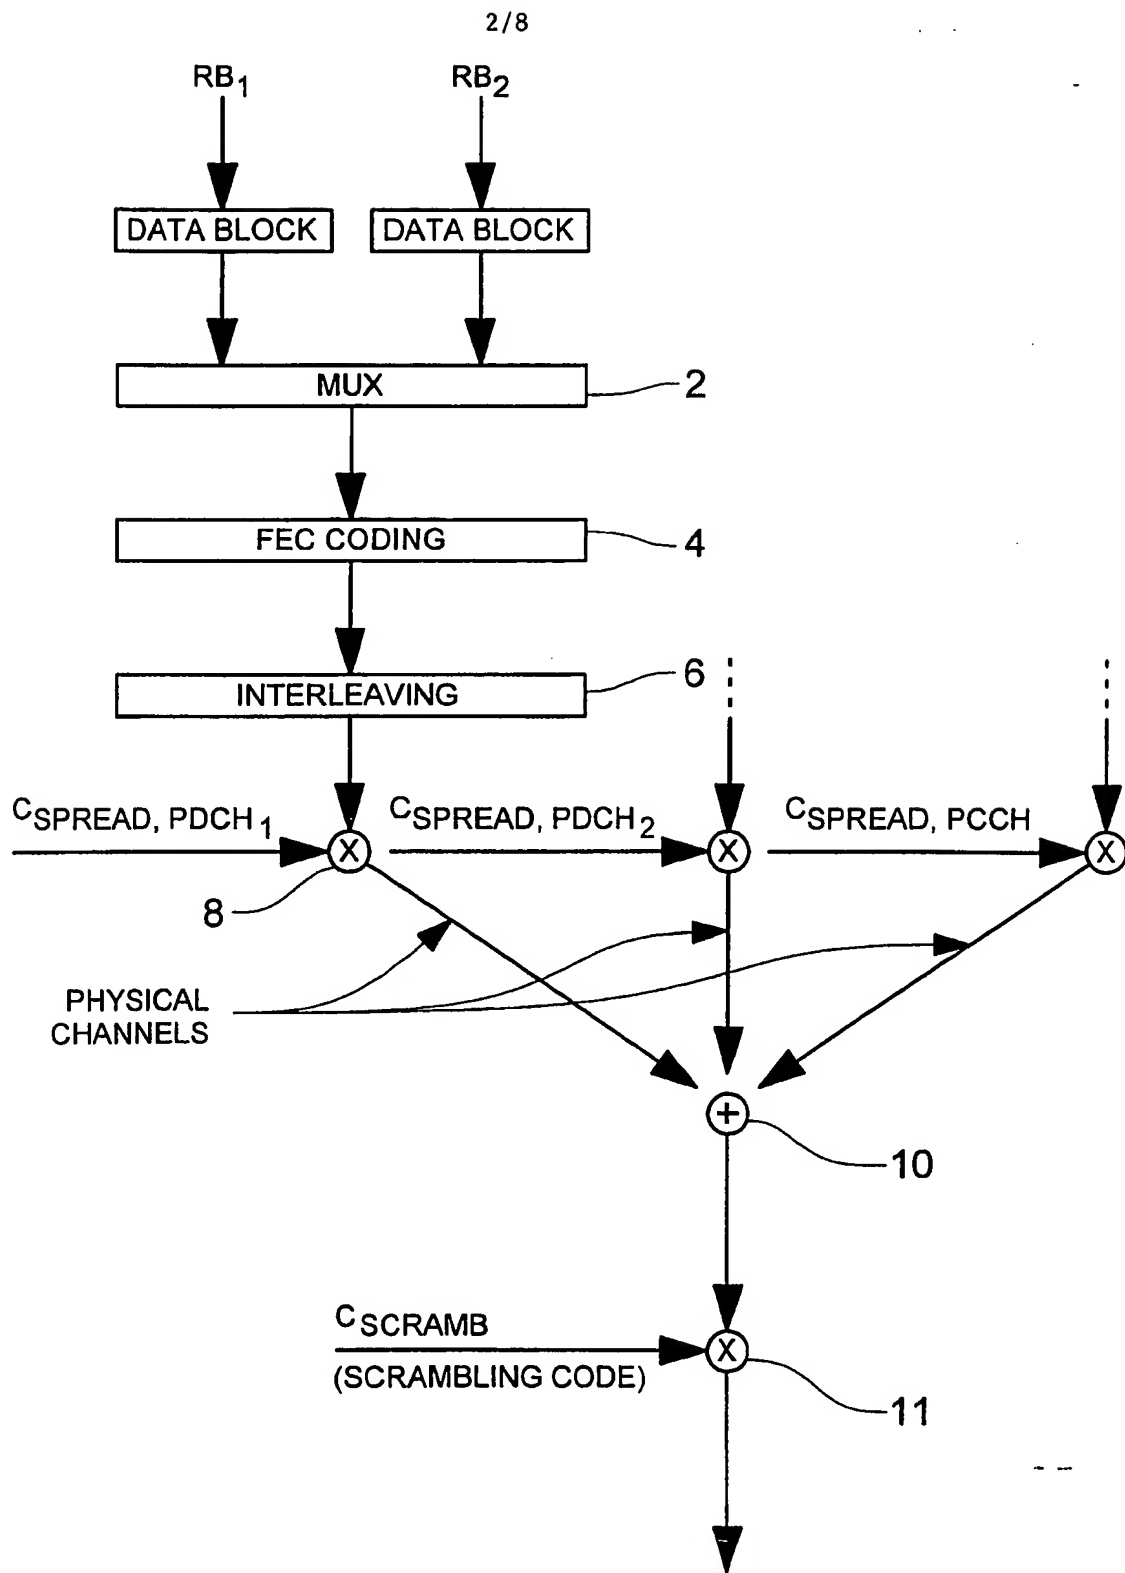 2/8
RB1 RB2
DATA BLOCK DATA BLOCK
MUX 2
FEC CODING 4
INTERLEAVING 6
CSPREAD, PDCH1 CSPREAD, PDCH2 CSPREAD, PCCH
X X X
8
PHYSICAL
CHANNELS
+
10
CSCRAMB
X
(SCRAMBLING CODE)
11